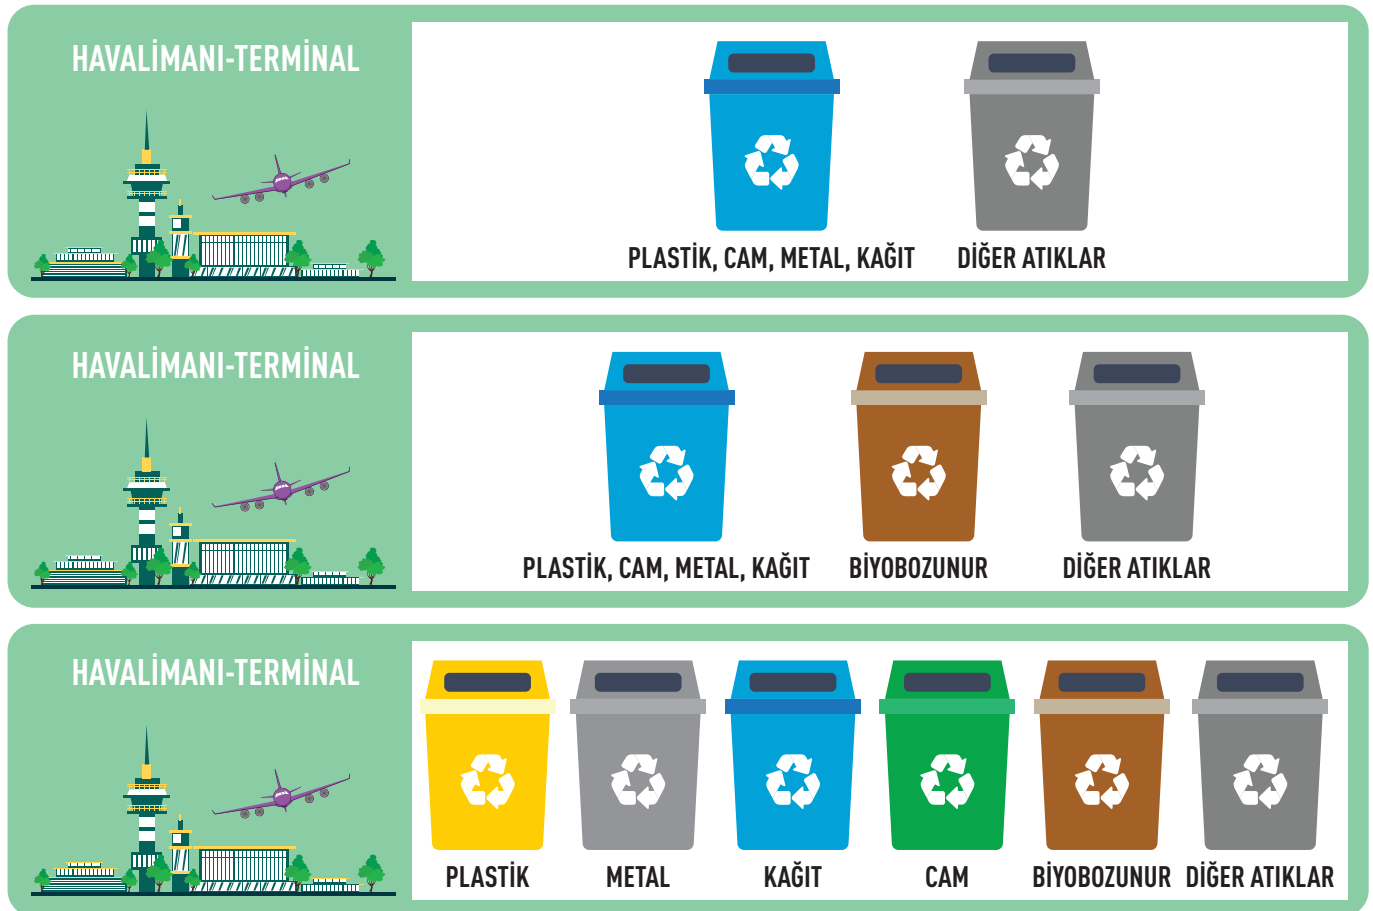 HAVALİMANI-TERMİNAL
PLASTİK, CAM, METAL, KAĞIT
DİĞER ATIKLAR
HAVALİMANI-TERMİNAL
PLASTİK, CAM, METAL, KAĞIT
BİYOBOZUNUR
DİĞER ATIKLAR
HAVALİMANI-TERMİNAL
PLASTİK
METAL
KAĞIT
CAM
BİYOBOZUNUR
DİĞER ATIKLAR